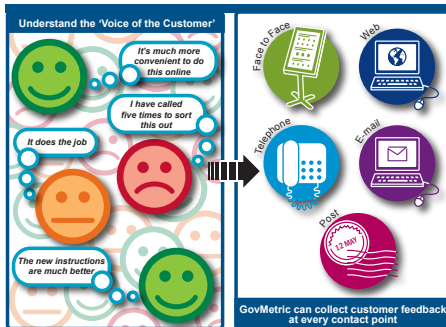 Understand the 'Voice of the Customer'
It's much more
convenient to do
this online
I have called
five times to sort
this out
It does the job
The new instructions
are much better
Face to Face
Web
Telephone
E-mail
Post
12 MAY
GovMetric can collect customer feedback
at every contact point